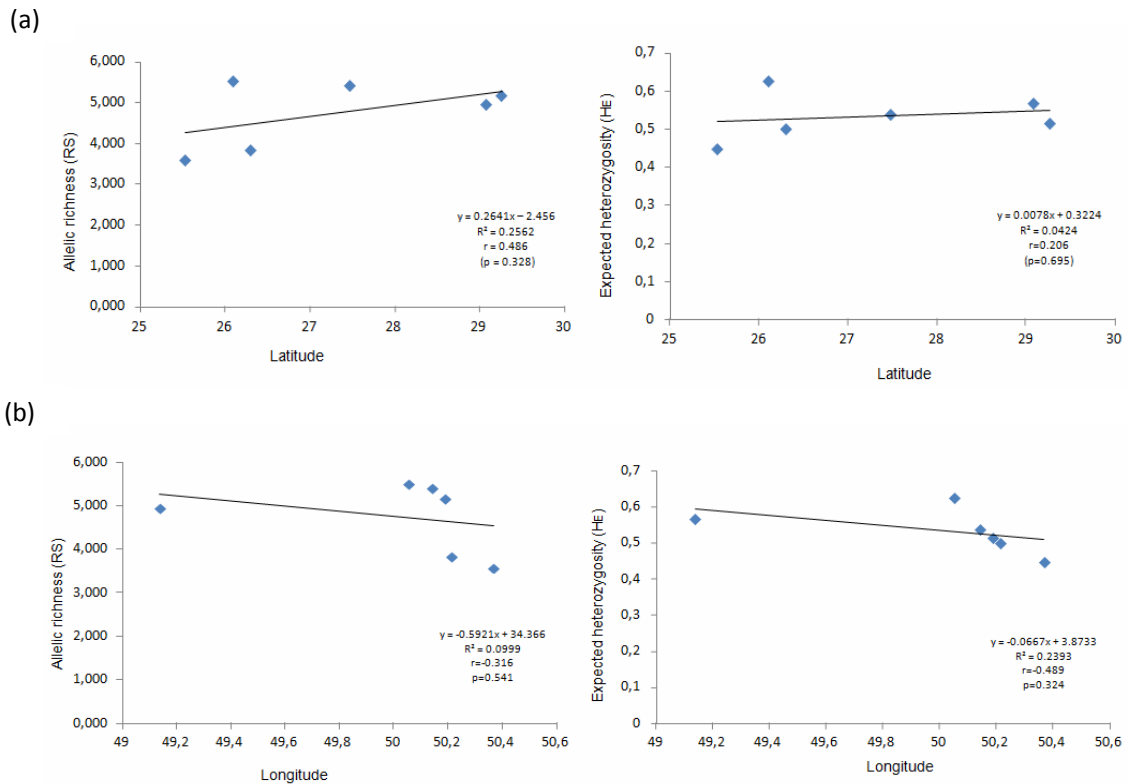 (a)
6,000
5,000
4,000
3,000
2,000
1,000
0,000
Allelic richness (RS)
y = 0.2641x – 2.456
R² = 0.2562
r = 0.486
(p = 0.328)
25 26 27 28 29 30
Latitude
0,7
0,6
0,5
0,4
0,3
0,2
0,1
0
Expected heterozygosity (HE)
y = 0.0078x + 0.3224
R² = 0.0424
r=0.206
(p=0.695)
25 26 27 28 29 30
Latitude
(b)
6,000
5,000
4,000
3,000
2,000
1,000
0,000
Allelic richness (RS)
y = -0.5921x + 34.366
R² = 0.0999
r=-0.316
p=0.541
49 49,2 49,4 49,6 49,8 50 50,2 50,4 50,6
Longitude
0,7
0,6
0,5
0,4
0,3
0,2
0,1
0
Expected heterozygosity (HE)
y = -0.0667x + 3.8733
R² = 0.2393
r=-0.489
p=0.324
49 49,2 49,4 49,6 49,8 50 50,2 50,4 50,6
Longitude